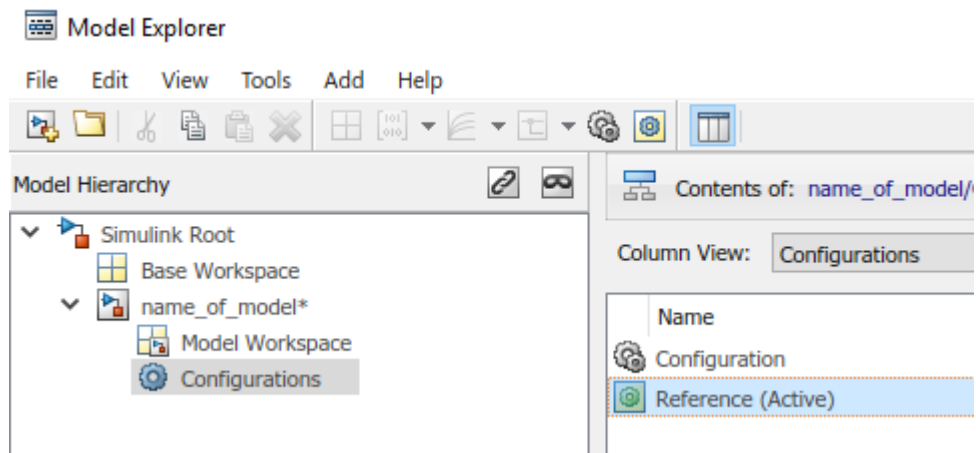 Model Explorer
File Edit View Tools Add Help
Model Hierarchy
Contents of: name_of_model/
Simulink Root
Column View: Configurations
Base Workspace
name_of_model*
Name
Model Workspace
Configuration
Configurations
Reference (Active)